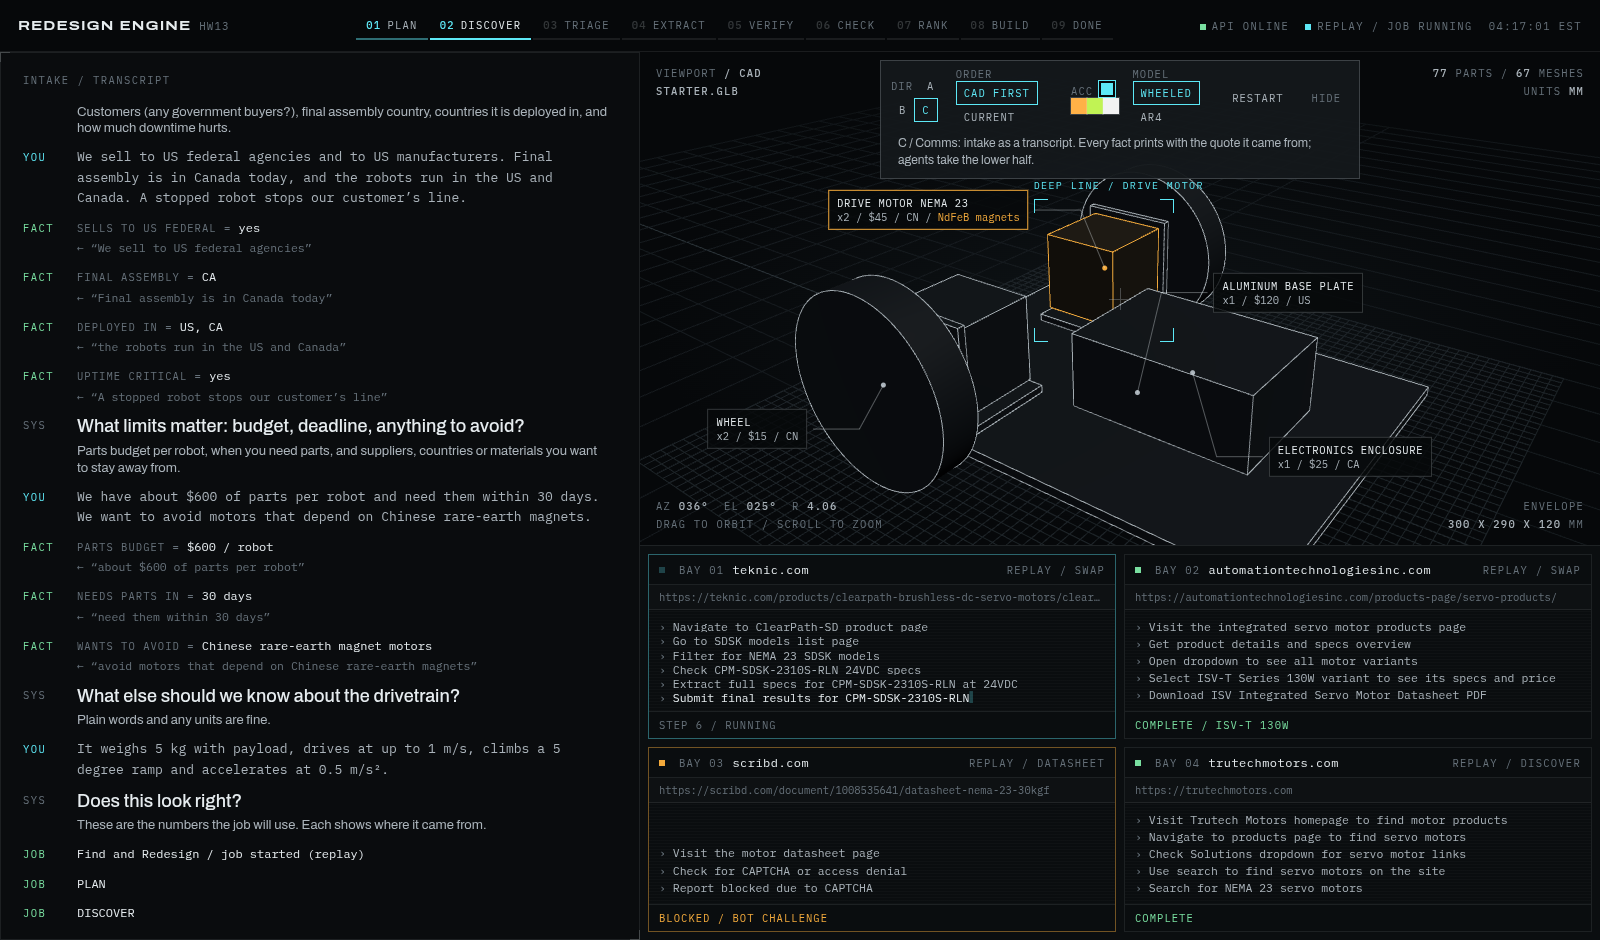 REDESIGN ENGINE HW13
01 PLAN 02 DISCOVER 03 TRIAGE 04 EXTRACT 05 VERIFY 06 CHECK 07 RANK 08 BUILD 09 DONE
API ONLINE REPLAY / JOB RUNNING 04:17:01 EST
INTAKE / TRANSCRIPT
Customers (any government buyers?), final assembly country, countries it is deployed in, and
how much downtime hurts.
YOU We sell to US federal agencies and to US manufacturers. Final
assembly is in Canada today, and the robots run in the US and
Canada. A stopped robot stops our customer’s line.
FACT SELLS TO US FEDERAL = yes
← “We sell to US federal agencies”
FACT FINAL ASSEMBLY = CA
← “Final assembly is in Canada today”
FACT DEPLOYED IN = US, CA
← “the robots run in the US and Canada”
FACT UPTIME CRITICAL = yes
← “A stopped robot stops our customer’s line”
SYS What limits matter: budget, deadline, anything to avoid?
Parts budget per robot, when you need parts, and suppliers, countries or materials you want
to stay away from.
YOU We have about $600 of parts per robot and need them within 30 days.
We want to avoid motors that depend on Chinese rare-earth magnets.
FACT PARTS BUDGET = $600 / robot
← “about $600 of parts per robot”
FACT NEEDS PARTS IN = 30 days
← “need them within 30 days”
FACT WANTS TO AVOID = Chinese rare-earth magnet motors
← “avoid motors that depend on Chinese rare-earth magnets”
SYS What else should we know about the drivetrain?
Plain words and any units are fine.
YOU It weighs 5 kg with payload, drives at up to 1 m/s, climbs a 5
degree ramp and accelerates at 0.5 m/s².
SYS Does this look right?
These are the numbers the job will use. Each shows where it came from.
JOB Find and Redesign / job started (replay)
JOB PLAN
JOB DISCOVER
VIEWPORT / CAD
STARTER.GLB
DIR A B C
ORDER CAD FIRST CURRENT
ACC
MODEL WHEELED AR4
RESTART HIDE
C / Comms: intake as a transcript. Every fact prints with the quote it came from;
agents take the lower half.
77 PARTS / 67 MESHES
UNITS MM
DEEP LINE / DRIVE MOTOR
DRIVE MOTOR NEMA 23
x2 / $45 / CN / NdFeB magnets
ALUMINUM BASE PLATE
x1 / $120 / US
WHEEL
x2 / $15 / CN
ELECTRONICS ENCLOSURE
x1 / $25 / CA
AZ 036° EL 025° R 4.06
DRAG TO ORBIT / SCROLL TO ZOOM
ENVELOPE
300 X 290 X 120 MM
BAY 01 teknic.com REPLAY / SWAP
https://teknic.com/products/clearpath-brushless-dc-servo-motors/clear…
› Navigate to ClearPath-SD product page
› Go to SDSK models list page
› Filter for NEMA 23 SDSK models
› Check CPM-SDSK-2310S-RLN 24VDC specs
› Extract full specs for CPM-SDSK-2310S-RLN at 24VDC
› Submit final results for CPM-SDSK-2310S-RLN
STEP 6 / RUNNING
BAY 02 automationtechnologiesinc.com REPLAY / SWAP
https://automationtechnologiesinc.com/products-page/servo-products/
› Visit the integrated servo motor products page
› Get product details and specs overview
› Open dropdown to see all motor variants
› Select ISV-T Series 130W variant to see its specs and price
› Download ISV Integrated Servo Motor Datasheet PDF
COMPLETE / ISV-T 130W
BAY 03 scribd.com REPLAY / DATASHEET
https://scribd.com/document/1008535641/datasheet-nema-23-30kgf
› Visit the motor datasheet page
› Check for CAPTCHA or access denial
› Report blocked due to CAPTCHA
BLOCKED / BOT CHALLENGE
BAY 04 trutechmotors.com REPLAY / DISCOVER
https://trutechmotors.com
› Visit Trutech Motors homepage to find motor products
› Navigate to products page to find servo motors
› Check Solutions dropdown for servo motor links
› Use search to find servo motors on the site
› Search for NEMA 23 servo motors
COMPLETE